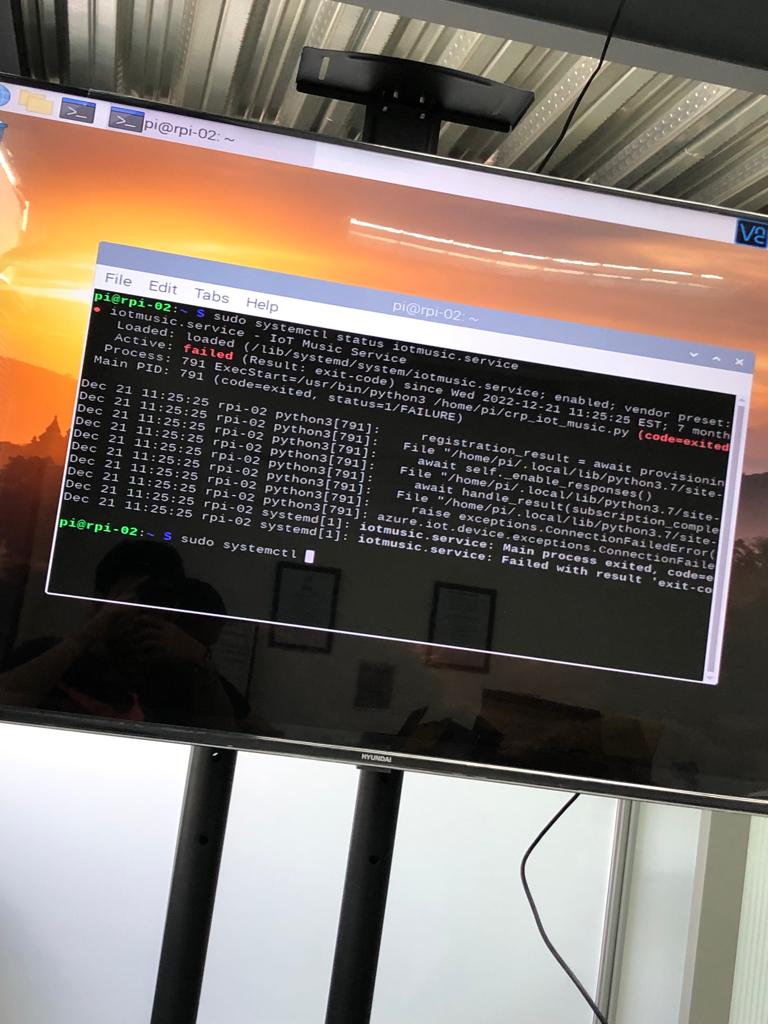 pi@rpi-02: ~
V2
File Edit Tabs Help
pi@rpi-02: ~
pi@rpi-02:~ $ sudo systemctl status iotmusic.service
● iotmusic.service - IoT Music Service
Loaded: loaded (/lib/systemd/system/iotmusic.service; enabled; vendor preset:
Active: failed (Result: exit-code) since Wed 2022-12-21 11:25:25 EST; 7 month
Process: 791 ExecStart=/usr/bin/python3 /home/pi/crp_iot_music.py (code=exited
Main PID: 791 (code=exited, status=1/FAILURE)
Dec 21 11:25:25 rpi-02 python3[791]: registration_result = await provisionin
Dec 21 11:25:25 rpi-02 python3[791]: File "/home/pi/.local/lib/python3.7/site-
Dec 21 11:25:25 rpi-02 python3[791]: await self._enable_responses()
Dec 21 11:25:25 rpi-02 python3[791]: File "/home/pi/.local/lib/python3.7/site-
Dec 21 11:25:25 rpi-02 python3[791]: await handle_result(subscription_comple
Dec 21 11:25:25 rpi-02 python3[791]: File "/home/pi/.local/lib/python3.7/site-
Dec 21 11:25:25 rpi-02 python3[791]: raise exceptions.ConnectionFailedError(
Dec 21 11:25:25 rpi-02 python3[791]: azure.iot.device.exceptions.ConnectionFaile
Dec 21 11:25:25 rpi-02 systemd[1]: iotmusic.service: Main process exited, code=e
Dec 21 11:25:25 rpi-02 systemd[1]: iotmusic.service: Failed with result 'exit-co
pi@rpi-02:~ $ sudo systemctl
HYUNDAI